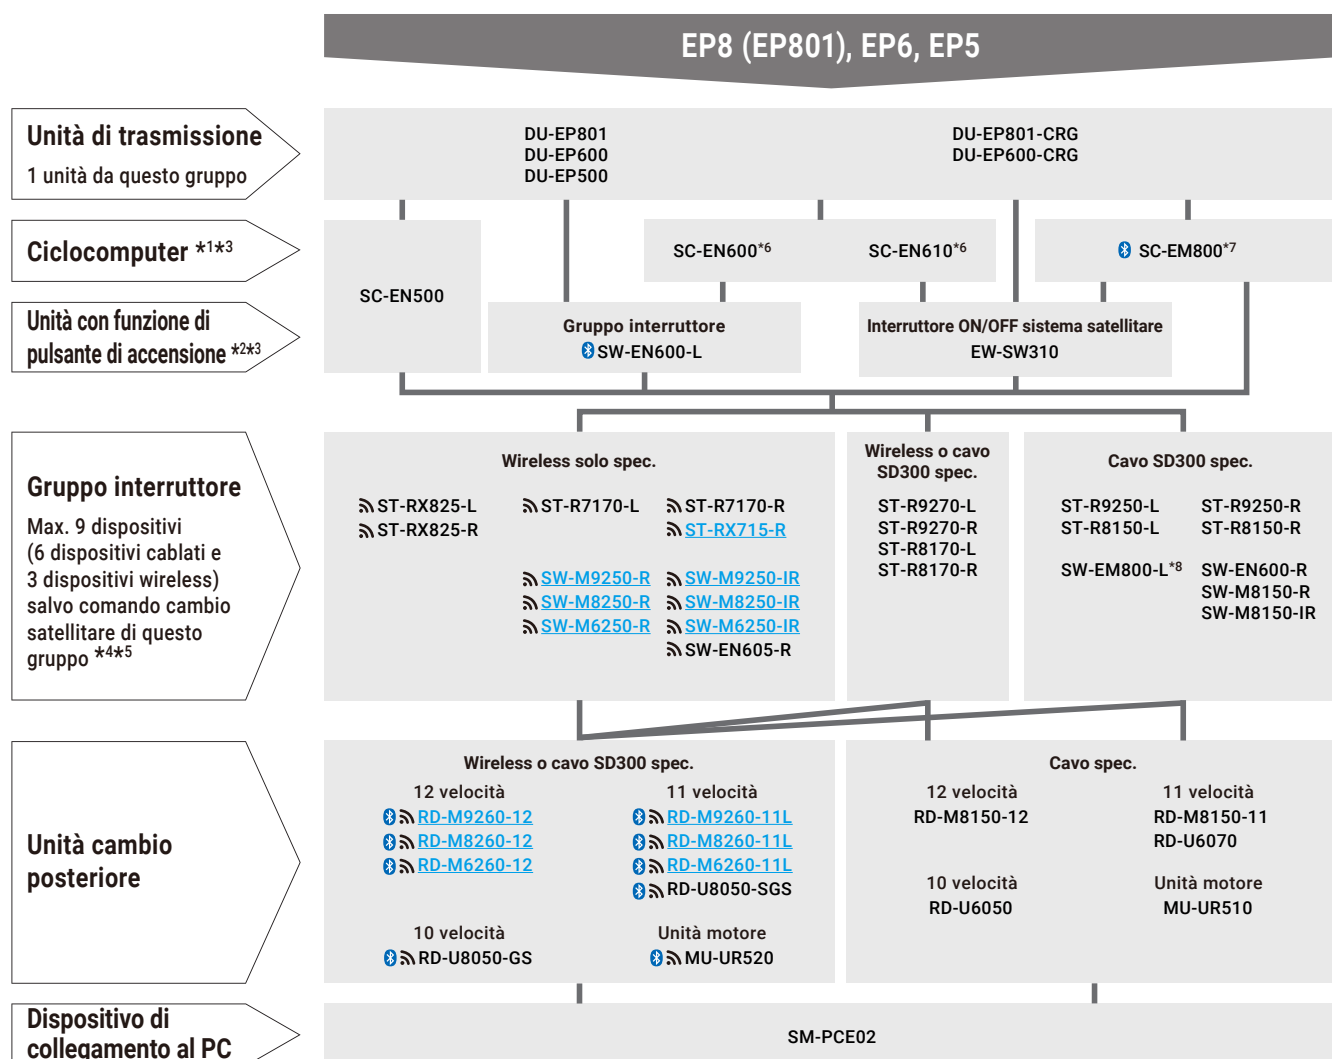 EP8 (EP801), EP6, EP5
Unità di trasmissione
1 unità da questo gruppo
DU-EP801
DU-EP600
DU-EP500
DU-EP801-CRG
DU-EP600-CRG
Ciclocomputer *1*3
SC-EN500
SC-EN600*6
SC-EN610*6
SC-EM800*7
Unità con funzione di
pulsante di accensione *2*3
Gruppo interruttore
SW-EN600-L
Interruttore ON/OFF sistema satellitare
EW-SW310
Gruppo interruttore
Max. 9 dispositivi
(6 dispositivi cablati e
3 dispositivi wireless)
salvo comando cambio
satellitare di questo
gruppo *4*5
Wireless solo spec.
ST-RX825-L
ST-RX825-R
ST-R7170-L
ST-R7170-R
ST-RX715-R
SW-M9250-R
SW-M9250-IR
SW-M8250-R
SW-M8250-IR
SW-M6250-R
SW-M6250-IR
SW-EN605-R
Wireless o cavo
SD300 spec.
ST-R9270-L
ST-R9270-R
ST-R8170-L
ST-R8170-R
Cavo SD300 spec.
ST-R9250-L
ST-R9250-R
ST-R8150-L
ST-R8150-R
SW-EM800-L*8
SW-EN600-R
SW-M8150-R
SW-M8150-IR
Unità cambio
posteriore
Wireless o cavo SD300 spec.
12 velocità
RD-M9260-12
RD-M8260-12
RD-M6260-12
11 velocità
RD-M9260-11L
RD-M8260-11L
RD-M6260-11L
RD-U8050-SGS
10 velocità
RD-U8050-GS
Unità motore
MU-UR520
Cavo spec.
12 velocità
RD-M8150-12
11 velocità
RD-M8150-11
RD-U6070
10 velocità
RD-U6050
Unità motore
MU-UR510
Dispositivo di
collegamento al PC
SM-PCE02